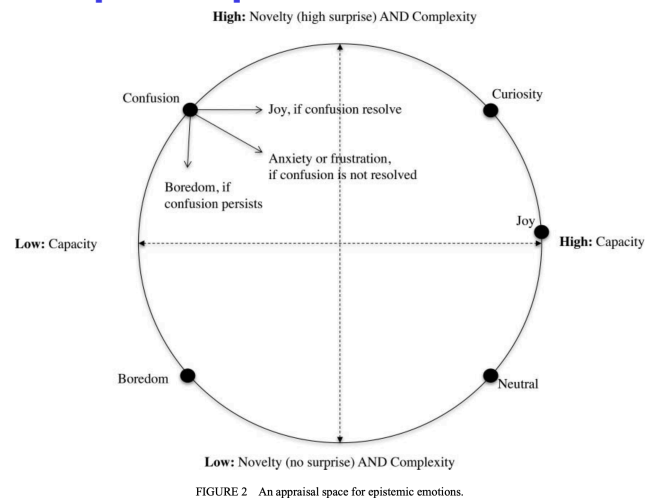 High: Novelty (high surprise) AND Complexity
Confusion
Curiosity
Joy, if confusion resolve
Anxiety or frustration,
if confusion is not resolved
Boredom, if
confusion persists
Joy
Low: Capacity
High: Capacity
Boredom
Neutral
Low: Novelty (no surprise) AND Complexity
FIGURE 2 An appraisal space for epistemic emotions.